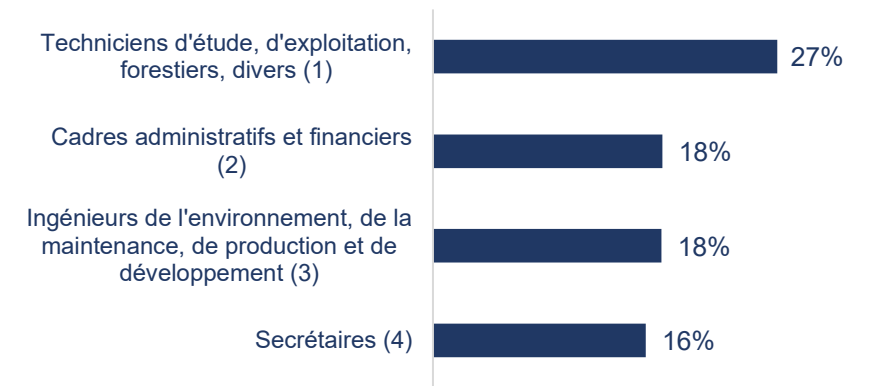 Techniciens d'étude, d'exploitation,
forestiers, divers (1)
27%
Cadres administratifs et financiers
(2)
18%
Ingénieurs de l'environnement, de la
maintenance, de production et de
développement (3)
18%
Secrétaires (4)
16%